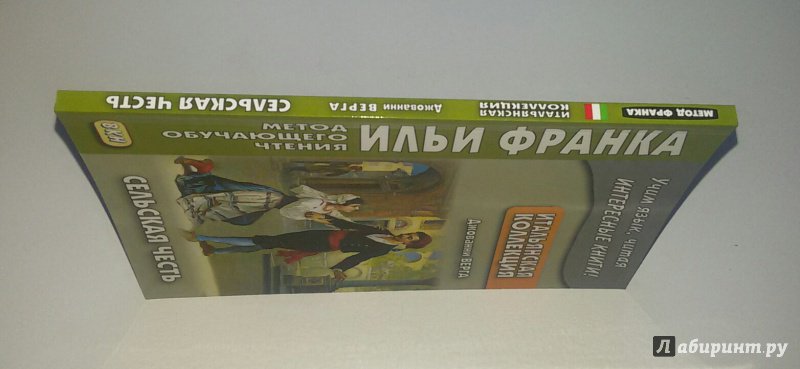 СЕЛЬСКАЯ ЧЕСТЬ
Джованни ВЕРГА
ИТАЛЬЯНСКАЯ
КОЛЛЕКЦИЯ
МЕТОД ФРАНКА
ВКН
МЕТОД
ОБУЧАЮЩЕГО
ЧТЕНИЯ
ИЛЬИ ФРАНКА
Учим язык, читая
ИНТЕРЕСНЫЕ КНИГИ!
ИТАЛЬЯНСКАЯ
КОЛЛЕКЦИЯ
Джованни ВЕРГА
СЕЛЬСКАЯ ЧЕСТЬ
Лабиринт.ру